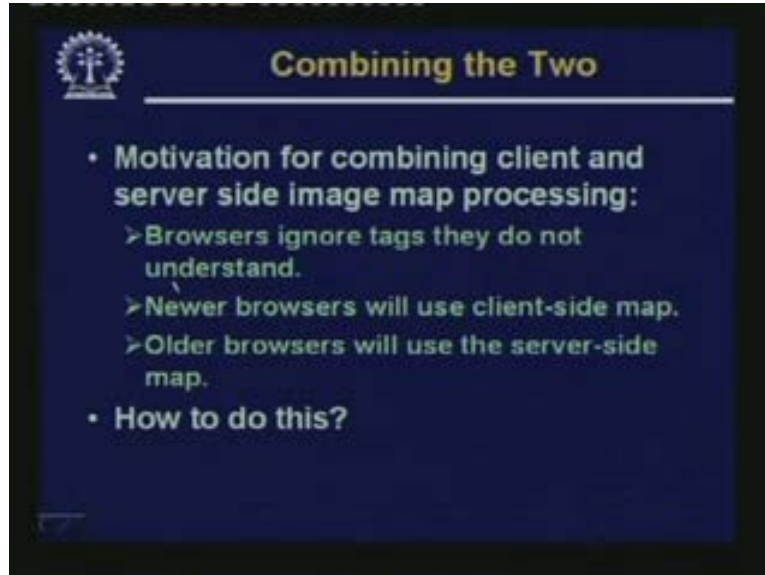 Combining the Two
• Motivation for combining client and
server side image map processing:
➢Browsers ignore tags they do not
understand.
➢Newer browsers will use client-side map.
➢Older browsers will use the server-side
map.
• How to do this?